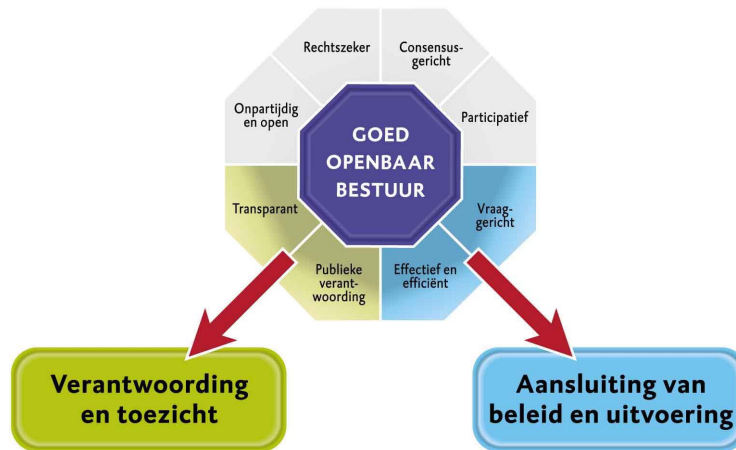 Rechtszeker
Consensus-
gericht
Onpartijdig
en open
Participatief
GOED
OPENBAAR
BESTUUR
Transparant
Vraag-
gericht
Publieke
verant-
woording
Effectief en
efficiënt
Verantwoording
en toezicht
Aansluiting van
beleid en uitvoering